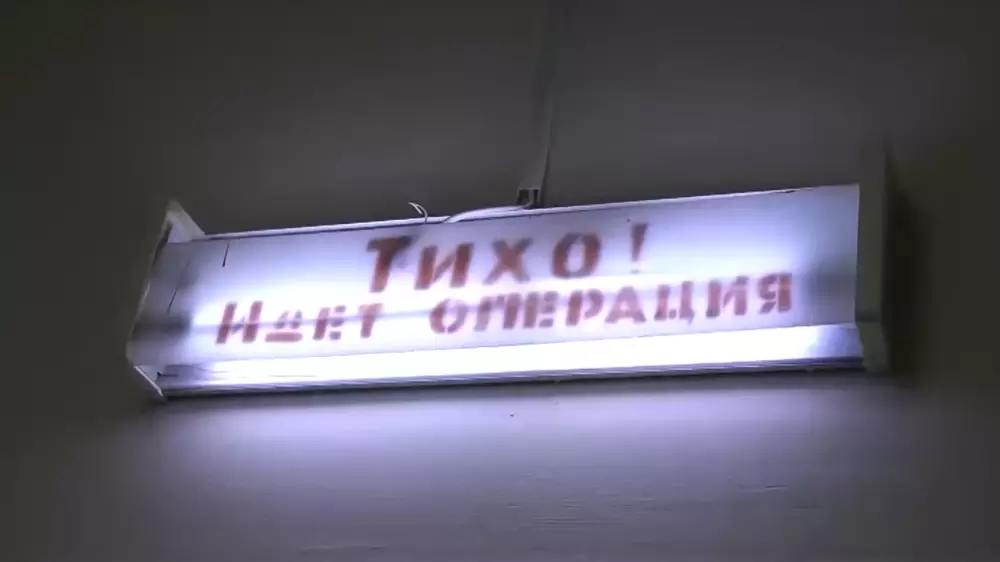 Тихо!
Идет операция